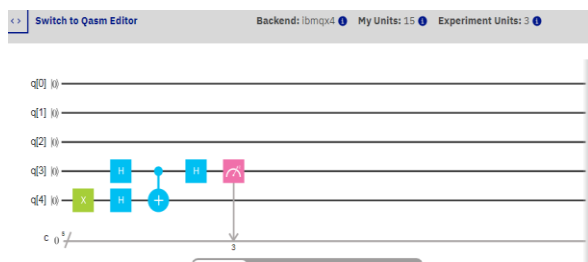 <> Switch to Qasm Editor Backend: ibmqx4 My Units: 15 Experiment Units: 3
q[0] |0⟩
q[1] |0⟩
q[2] |0⟩
q[3] |0⟩ H H
q[4] |0⟩ X H +
c 0 5
3